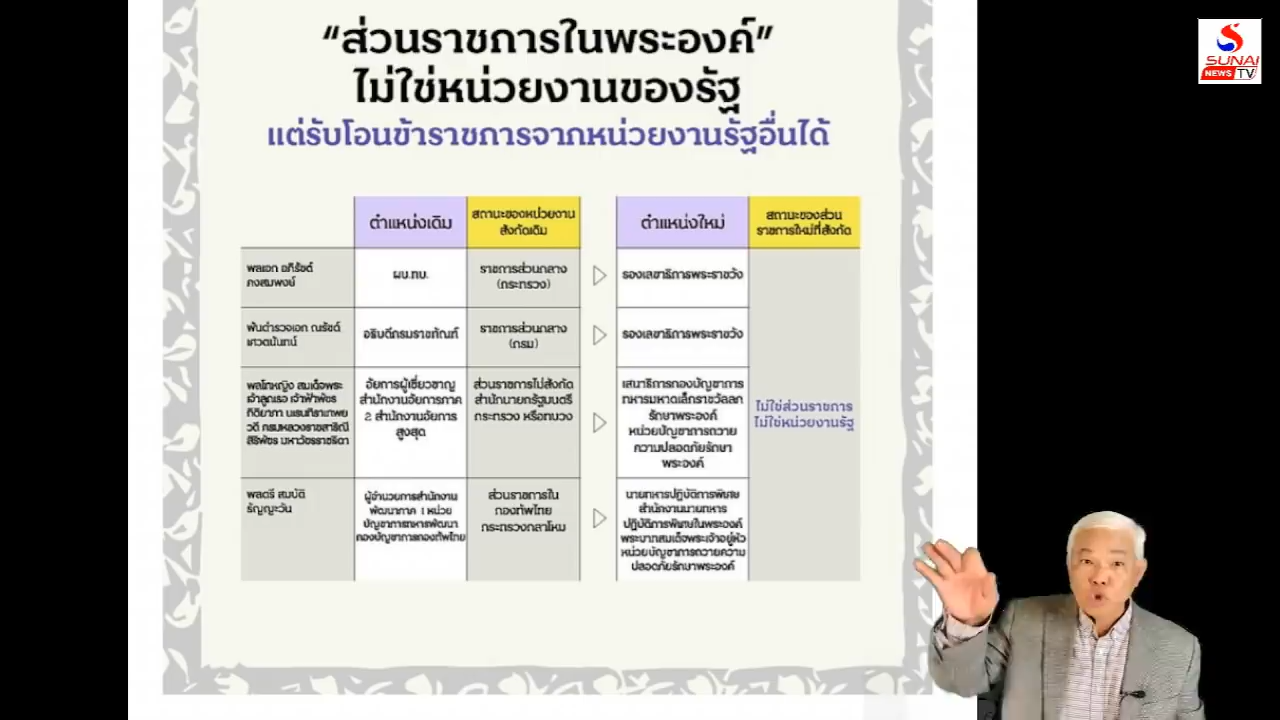 “ส่วนราชการในพระองค์”
ไม่ใช่หน่วยงานของรัฐ
แต่รับโอนข้าราชการจากหน่วยงานรัฐอื่นได้
ตำแหน่งเดิม
สถานะของหน่วยงาน
สังกัดเดิม
ตำแหน่งใหม่
สถานะของส่วน
ราชการใหม่ที่สังกัด
พลเอก อภิรัชต์
คงสมพงษ์
ผบ.ทบ.
ราชการส่วนกลาง
(กระทรวง)
รองเลขาธิการพระราชวัง
พันตำรวจเอก ณรัชต์
เศวตนันทน์
อธิบดีกรมราชทัณฑ์
ราชการส่วนกลาง
(กรม)
รองเลขาธิการพระราชวัง
พลโทหญิง สมเด็จพระ
เจ้าลูกเธอ เจ้าฟ้าพัชร
กิติยาภา นเรนทิราเทพย
วดี กรมหลวงราชสาริณี
สิริพัชร มหาวัชรราชธิดา
อัยการผู้เชี่ยวชาญ
สำนักงานอัยการภาค
2 สำนักงานอัยการ
สูงสุด
ส่วนราชการไม่สังกัด
สำนักนายกรัฐมนตรี
กระทรวง หรือทบวง
เสนาธิการกองบัญชาการ
ทหารมหาดเล็กราชวัลลภ
รักษาพระองค์
หน่วยบัญชาการถวาย
ความปลอดภัยรักษา
พระองค์
ไม่ใช่ส่วนราชการ
ไม่ใช่หน่วยงานรัฐ
พลตรี สมบัติ
ธัญญะวัน
ผู้อำนวยการสำนักงาน
พัฒนาภาค 1 หน่วย
บัญชาการทหารพัฒนา
กองบัญชาการกองทัพไทย
ส่วนราชการใน
กองทัพไทย
กระทรวงกลาโหม
นายทหารปฏิบัติการพิเศษ
สำนักงานนายทหาร
ปฏิบัติการพิเศษในพระองค์
พระบาทสมเด็จพระเจ้าอยู่หัว
หน่วยบัญชาการถวายความ
ปลอดภัยรักษาพระองค์
SUNAI
NEWS TV